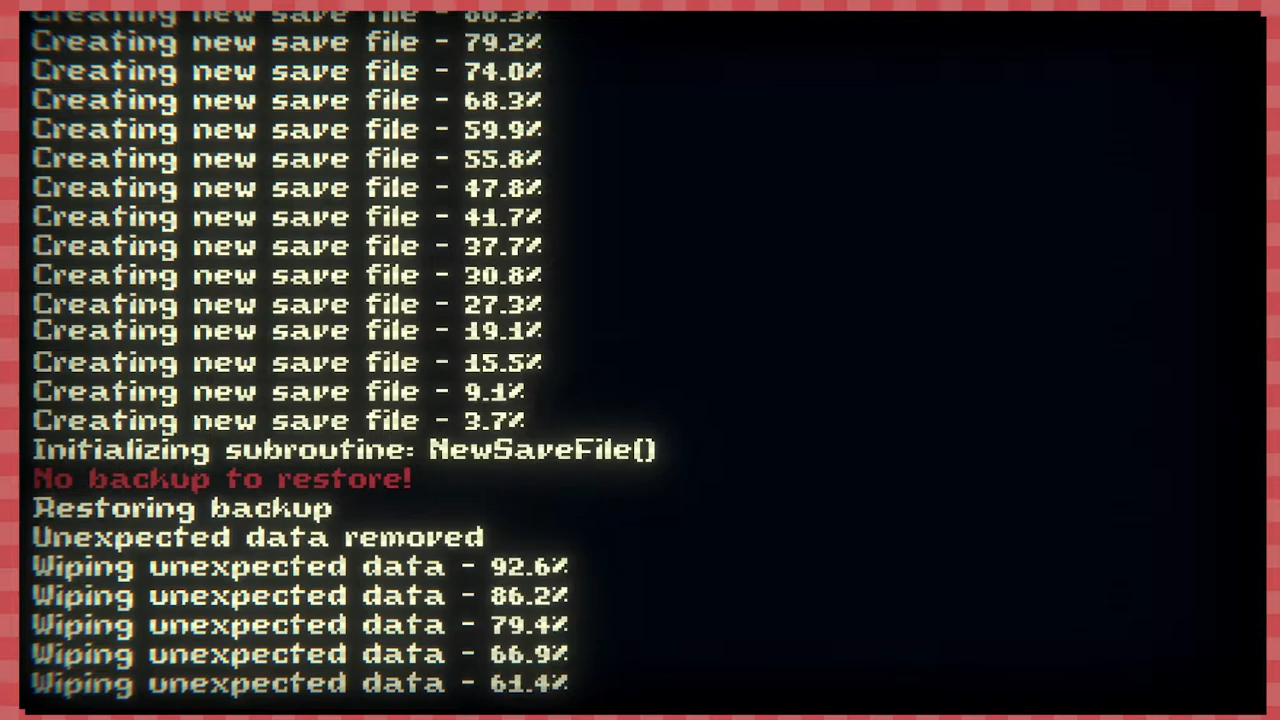 Creating new save file - 66.3%
Creating new save file - 79.2%
Creating new save file - 74.0%
Creating new save file - 68.3%
Creating new save file - 59.9%
Creating new save file - 55.8%
Creating new save file - 47.8%
Creating new save file - 41.7%
Creating new save file - 37.7%
Creating new save file - 30.8%
Creating new save file - 27.3%
Creating new save file - 19.1%
Creating new save file - 15.5%
Creating new save file - 9.1%
Creating new save file - 3.7%
Initializing subroutine: NewSaveFile()
No backup to restore!
Restoring backup
Unexpected data removed
Wiping unexpected data - 92.6%
Wiping unexpected data - 86.2%
Wiping unexpected data - 79.4%
Wiping unexpected data - 66.9%
Wiping unexpected data - 61.4%